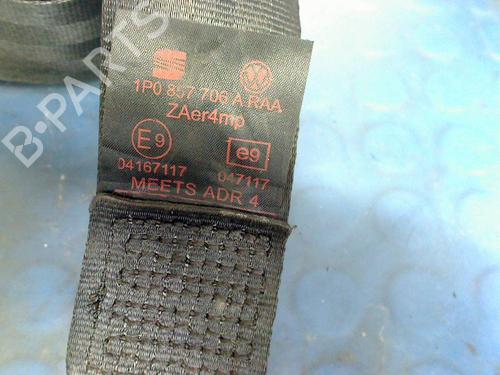 B-PARTS
1P0 857 706 A RAA
ZAer4mp
E9 e9
04167117 047117
MEETS ADR 4